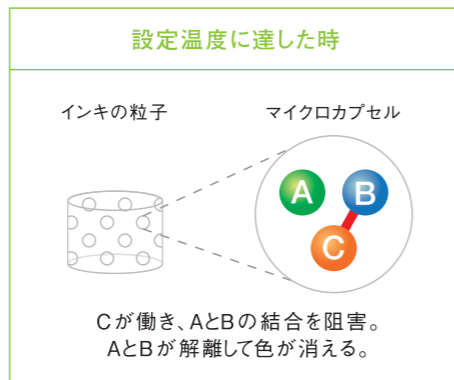 設定温度に達した時
インキの粒子
マイクロカプセル
A
B
C
Cが働き、AとBの結合を阻害。
AとBが解離して色が消える。